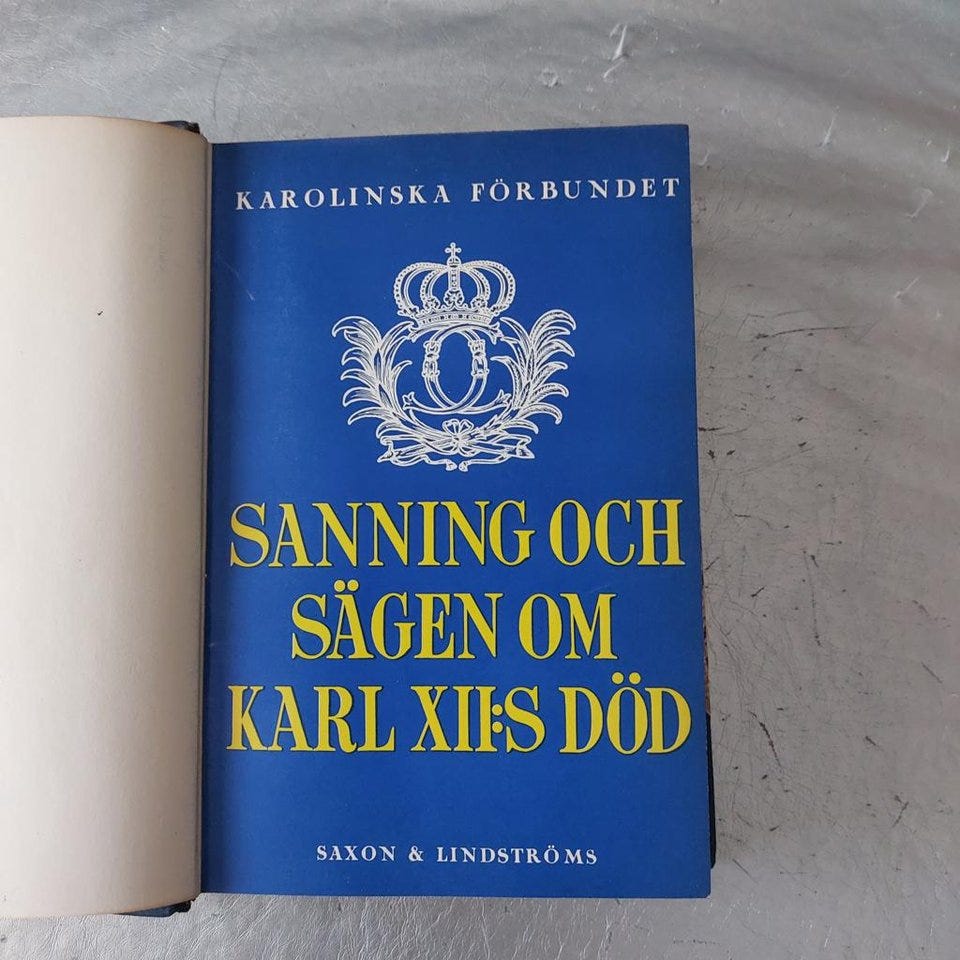 KAROLINSKA FÖRBUNDET
SANNING OCH
SÄGEN OM
KARL XII:S DÖD
SAXON & LINDSTRÖMS